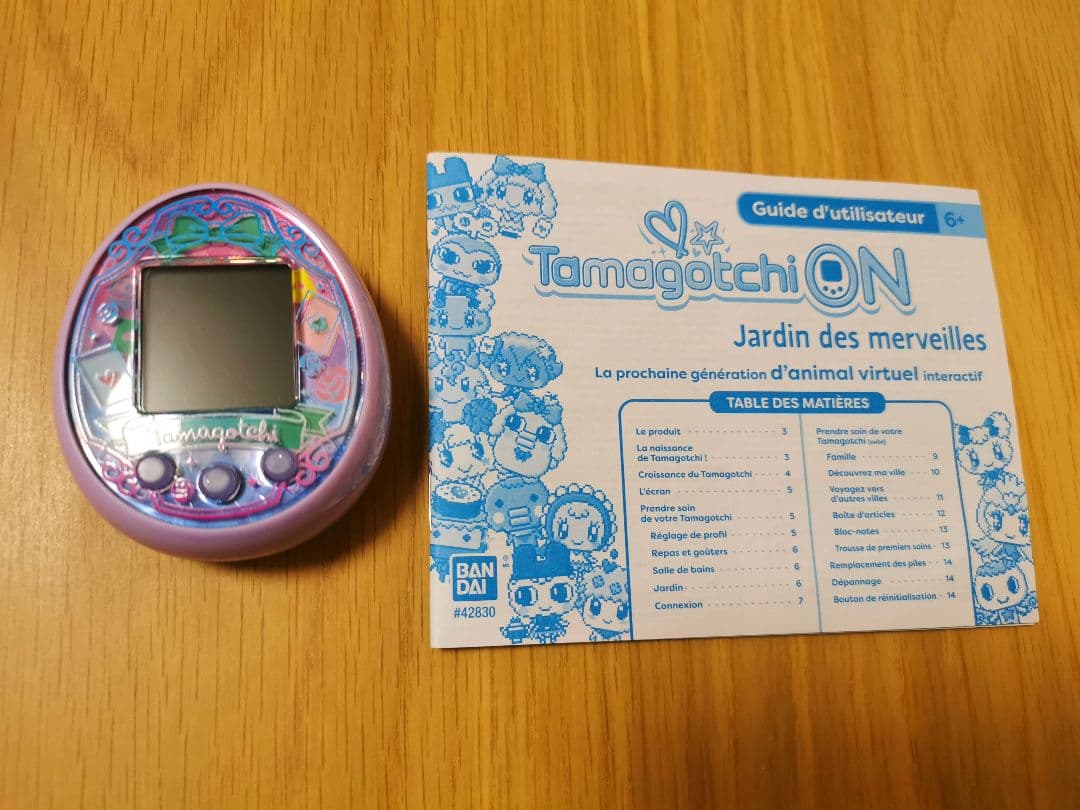 Tamagotchi
Guide d'utilisateur 6+
Tamagotchi ON
Jardin des merveilles
La prochaine génération d'animal virtuel interactif
TABLE DES MATIÈRES
Le produit 3
La naissance
de Tamagotchi ! 3
Croissance du Tamagotchi 4
L'écran 5
Prendre soin
de votre Tamagotchi 5
Réglage de profil 5
Repas et goûters 6
Salle de bains 6
Jardin 6
Connexion 7
Prendre soin de votre
Tamagotchi (suite)
Famille 9
Découvrez ma ville 10
Voyagez vers
d'autres villes 11
Boîte d'articles 12
Bloc-notes 13
Trousse de premiers soins 13
Remplacement des piles 14
Dépannage 14
Bouton de réinitialisation 14
BAN
DAI
#42830